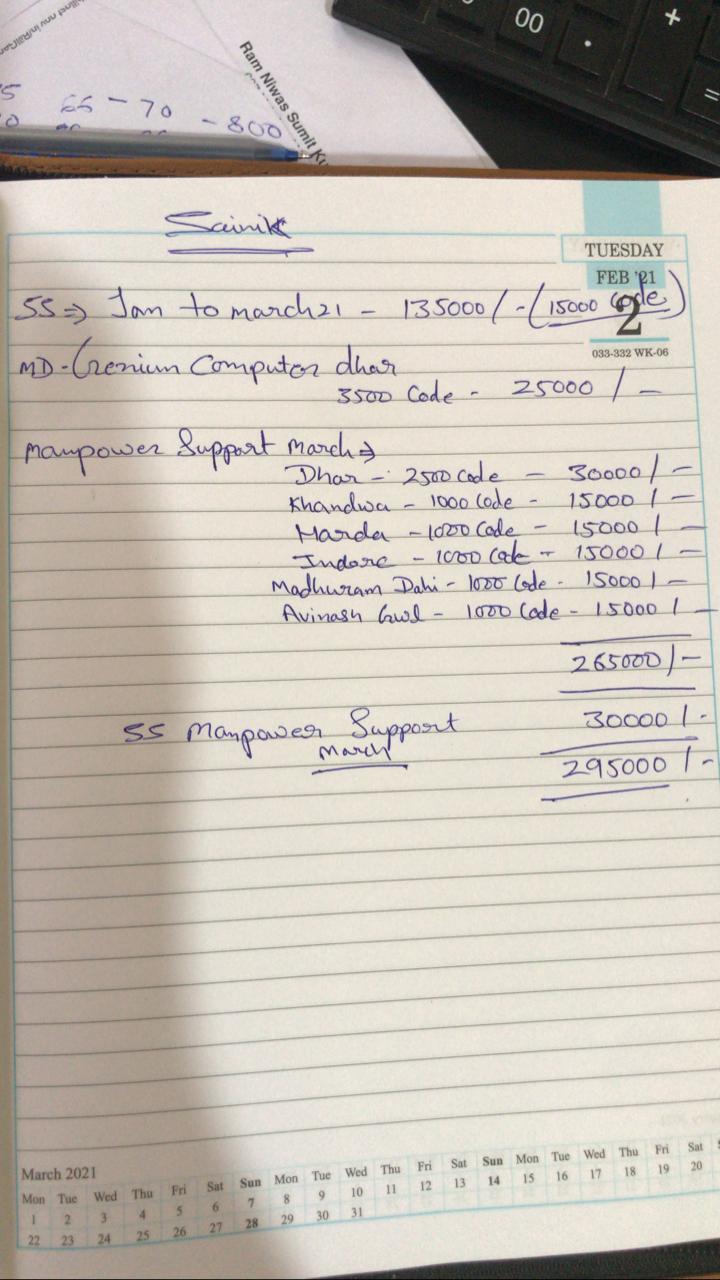 00
+
.
=
66-70 -800
Ram Niwas Sumit Ku
Sainik
TUESDAY
FEB '21
2
033-332 WK-06
SS⇒ Jan to march 21 - 135000/- (15000 code)
MD- Genium Computer dhar
3500 Code - 25000/-
manpower Support march⇒
Dhar - 2500 code - 30000/-
Khandwa - 1000 Code - 15000/-
Harda - 1000 Code - 15000/-
Indore - 1000 Code - 15000/-
Madhuram Dahi - 1000 Code - 15000/-
Avinash Gwl - 1000 Code - 15000/-
265000/-
SS Manpower Support 30000/-
March
295000/-
March 2021
Mon Tue Wed Thu Fri Sat Sun Mon Tue Wed Thu Fri Sat Sun Mon Tue Wed Thu Fri Sat
1 2 3 4 5 6 7 8 9 10 11 12 13 14 15 16 17 18 19 20
22 23 24 25 26 27 28 29 30 31